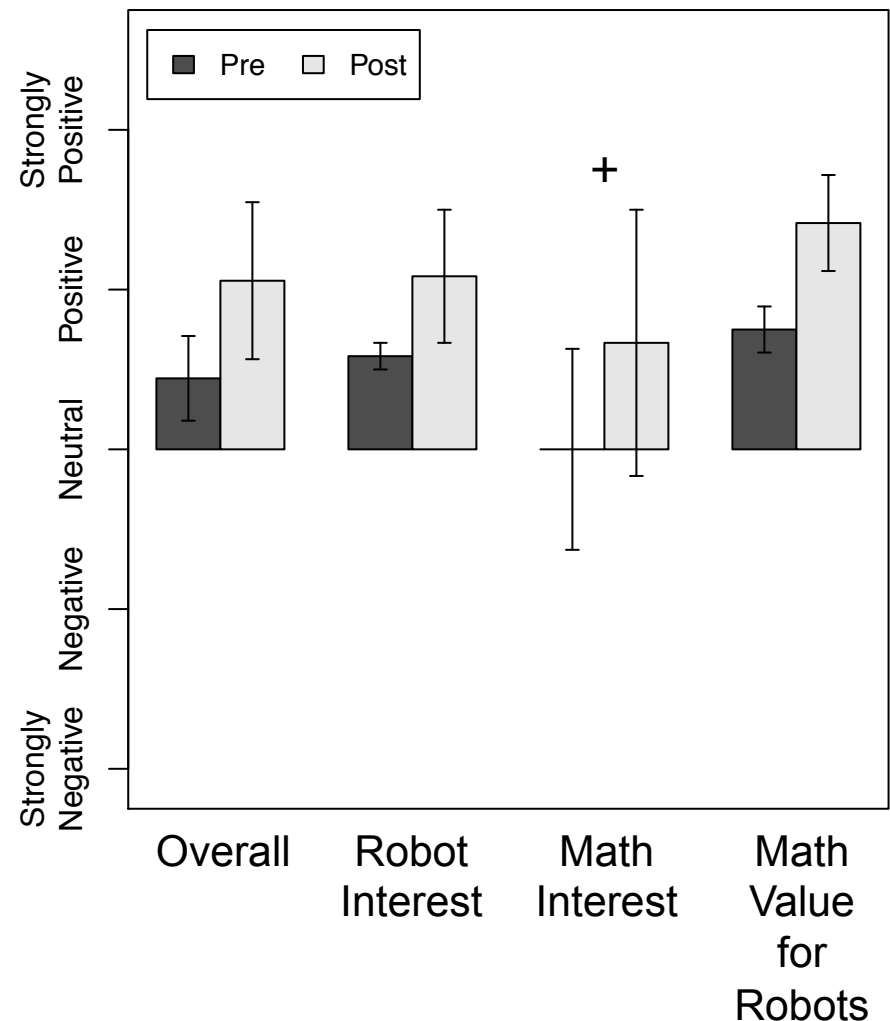 Pre Post
Strongly
Positive
Positive
Neutral
Negative
Strongly
Negative
+
Overall
Robot
Interest
Math
Interest
Math
Value
for
Robots